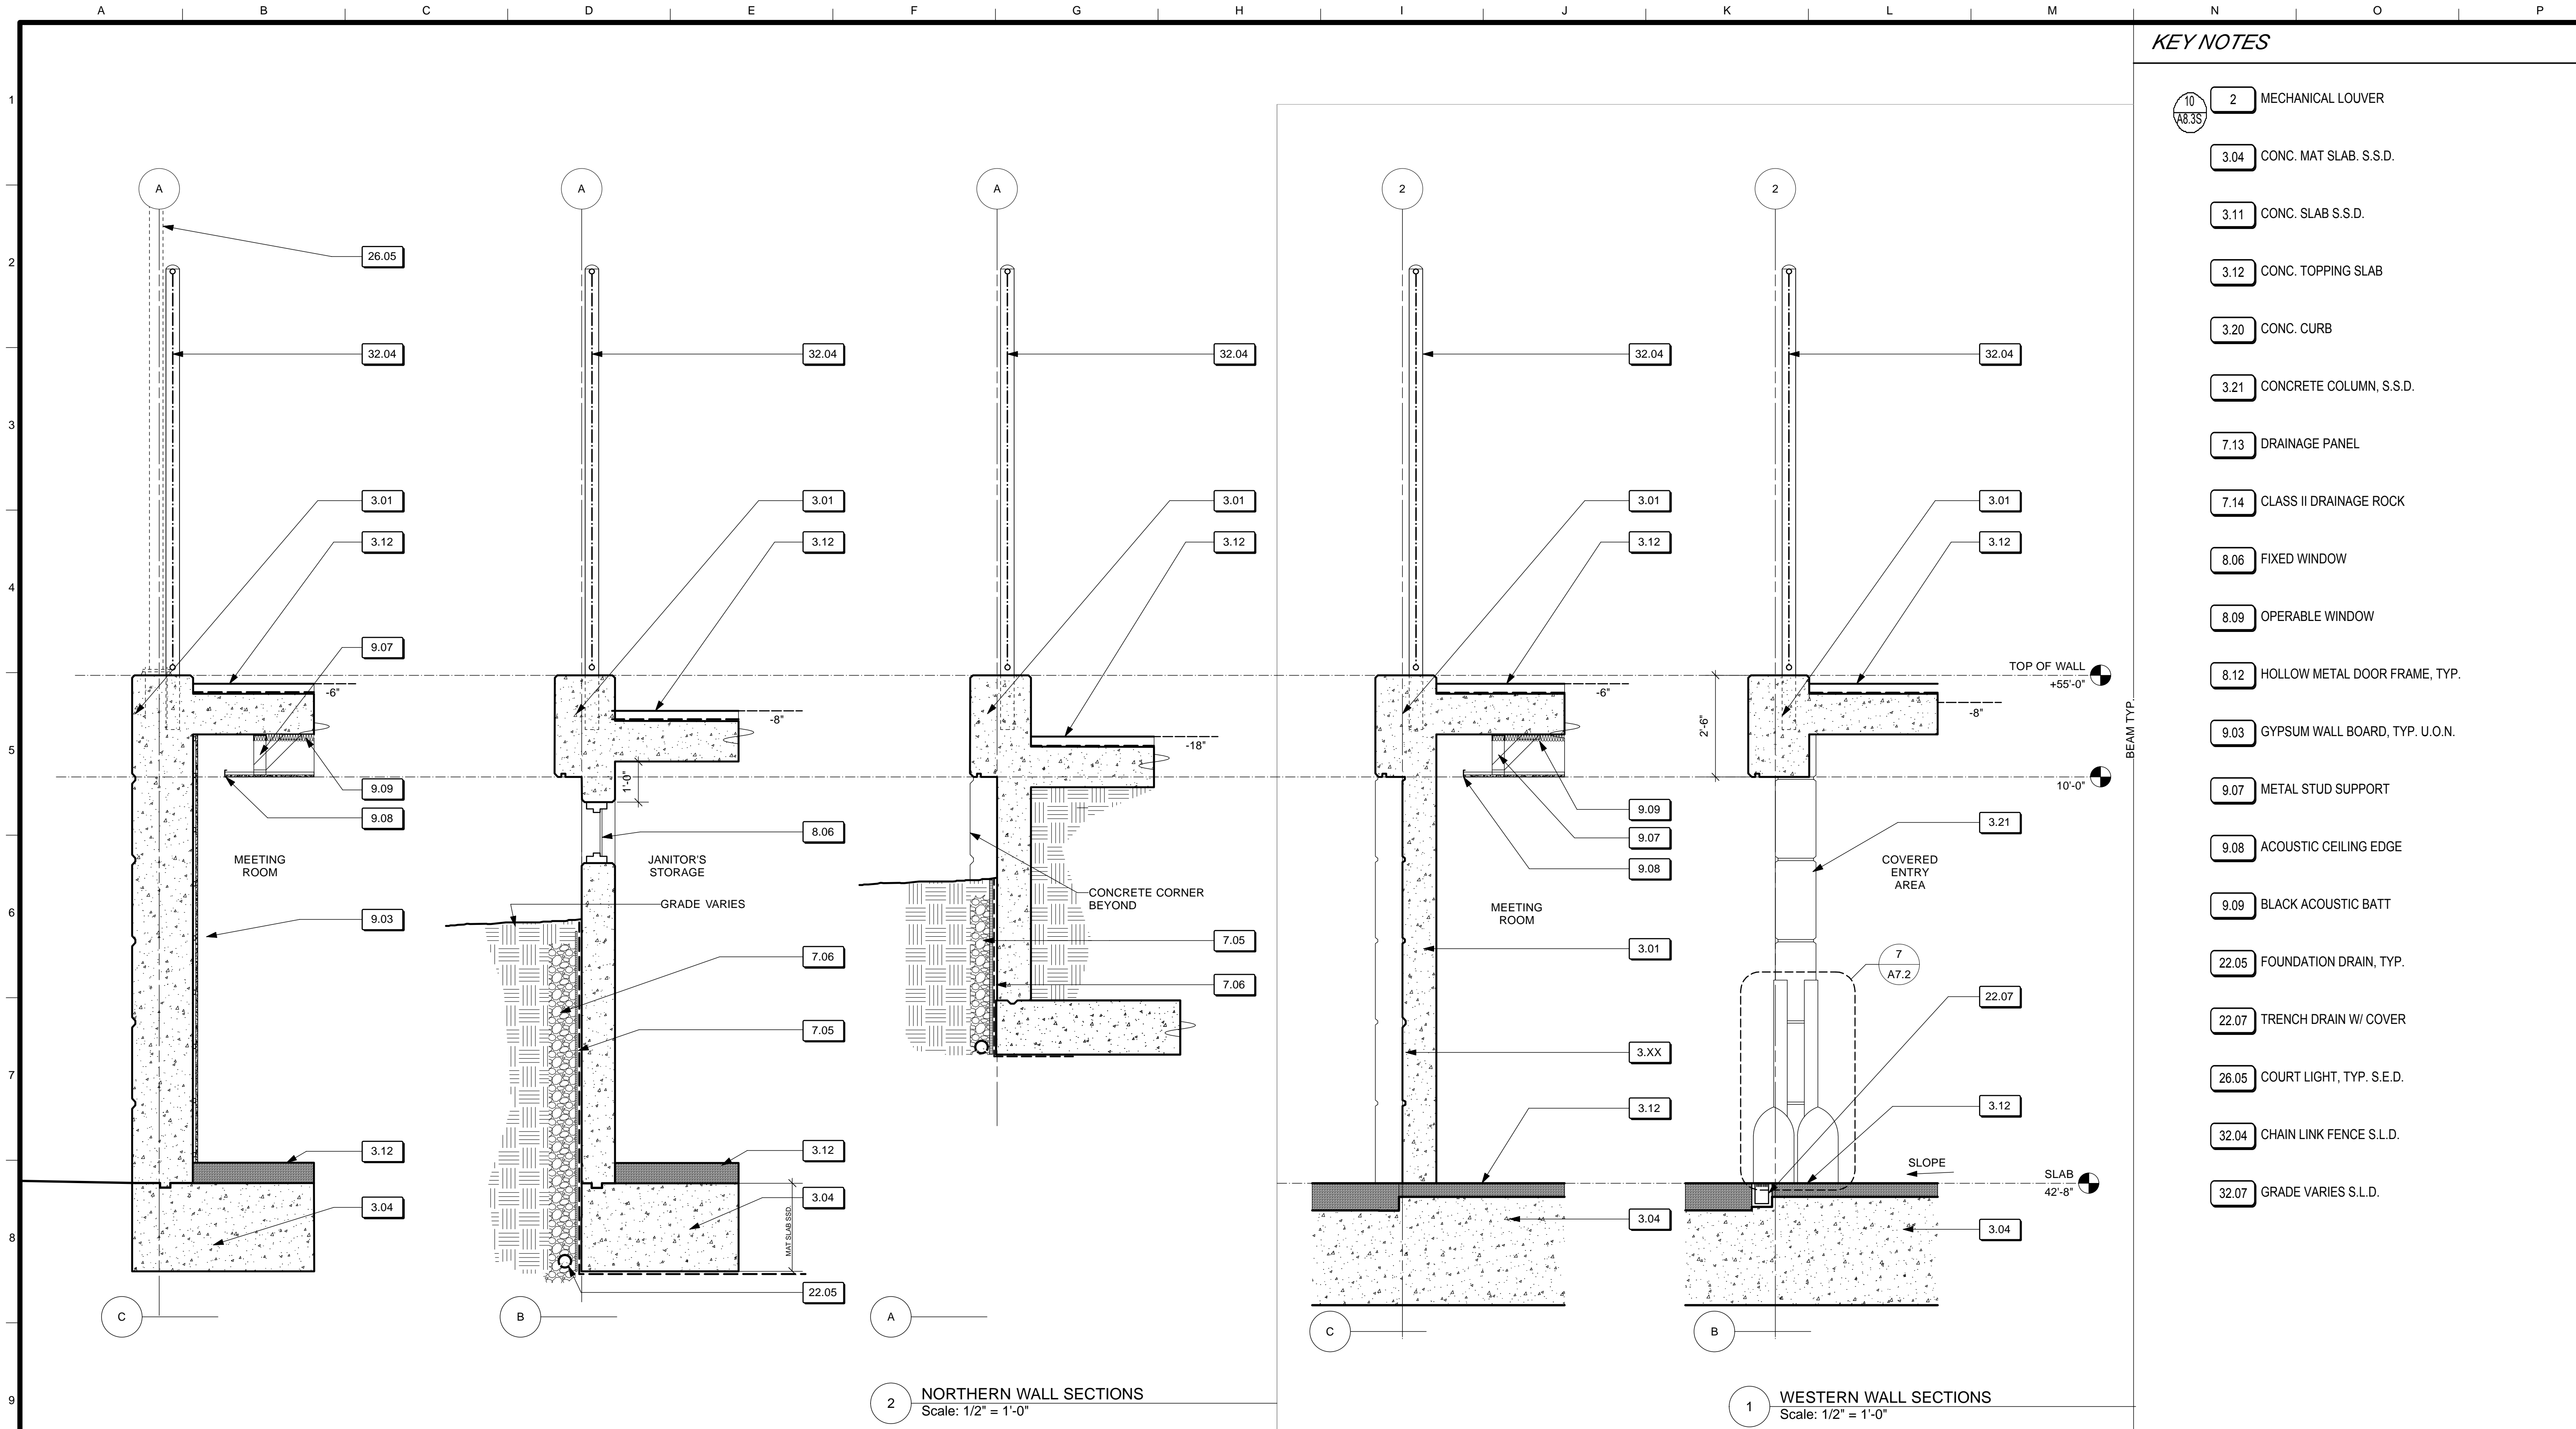 A B C D E F G H I J K L M N O P
1
2
3
4
5
6
7
8
9
KEY NOTES
10
A8.3S
2 MECHANICAL LOUVER
3.04 CONC. MAT SLAB. S.S.D.
3.11 CONC. SLAB S.S.D.
3.12 CONC. TOPPING SLAB
3.20 CONC. CURB
3.21 CONCRETE COLUMN, S.S.D.
7.13 DRAINAGE PANEL
7.14 CLASS II DRAINAGE ROCK
8.06 FIXED WINDOW
8.09 OPERABLE WINDOW
8.12 HOLLOW METAL DOOR FRAME, TYP.
9.03 GYPSUM WALL BOARD, TYP. U.O.N.
9.07 METAL STUD SUPPORT
9.08 ACOUSTIC CEILING EDGE
9.09 BLACK ACOUSTIC BATT
22.05 FOUNDATION DRAIN, TYP.
22.07 TRENCH DRAIN W/ COVER
26.05 COURT LIGHT, TYP. S.E.D.
32.04 CHAIN LINK FENCE S.L.D.
32.07 GRADE VARIES S.L.D.
A
26.05
32.04
3.01
3.12
9.07
-6"
9.09
9.08
MEETING
ROOM
9.03
3.12
3.04
C
A
32.04
3.01
3.12
-8"
1'-0"
8.06
JANITOR'S
STORAGE
GRADE VARIES
7.06
7.05
3.12
3.04
MAT SLAB SSD.
22.05
B
A
32.04
3.01
3.12
-18"
CONCRETE CORNER
BEYOND
7.05
7.06
A
2
NORTHERN WALL SECTIONS
Scale: 1/2" = 1'-0"
2
32.04
3.01
3.12
-6"
9.09
9.07
9.08
MEETING
ROOM
3.01
3.XX
3.12
3.04
C
2
32.04
3.01
3.12
TOP OF WALL
+55'-0"
-8"
2'-6"
BEAM TYP.
10'-0"
3.21
COVERED
ENTRY
AREA
7
A7.2
22.07
3.12
SLOPE
SLAB
42'-8"
3.04
B
1
WESTERN WALL SECTIONS
Scale: 1/2" = 1'-0"